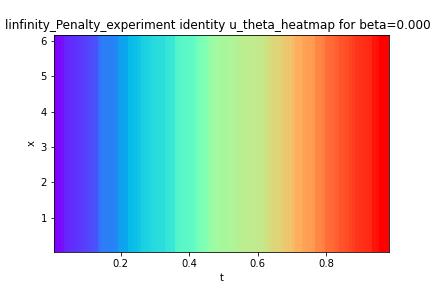 linfinity_Penalty_experiment identity u_theta_heatmap for beta=0.000
6
5
4
3
2
1
x
0.2 0.4 0.6 0.8
t